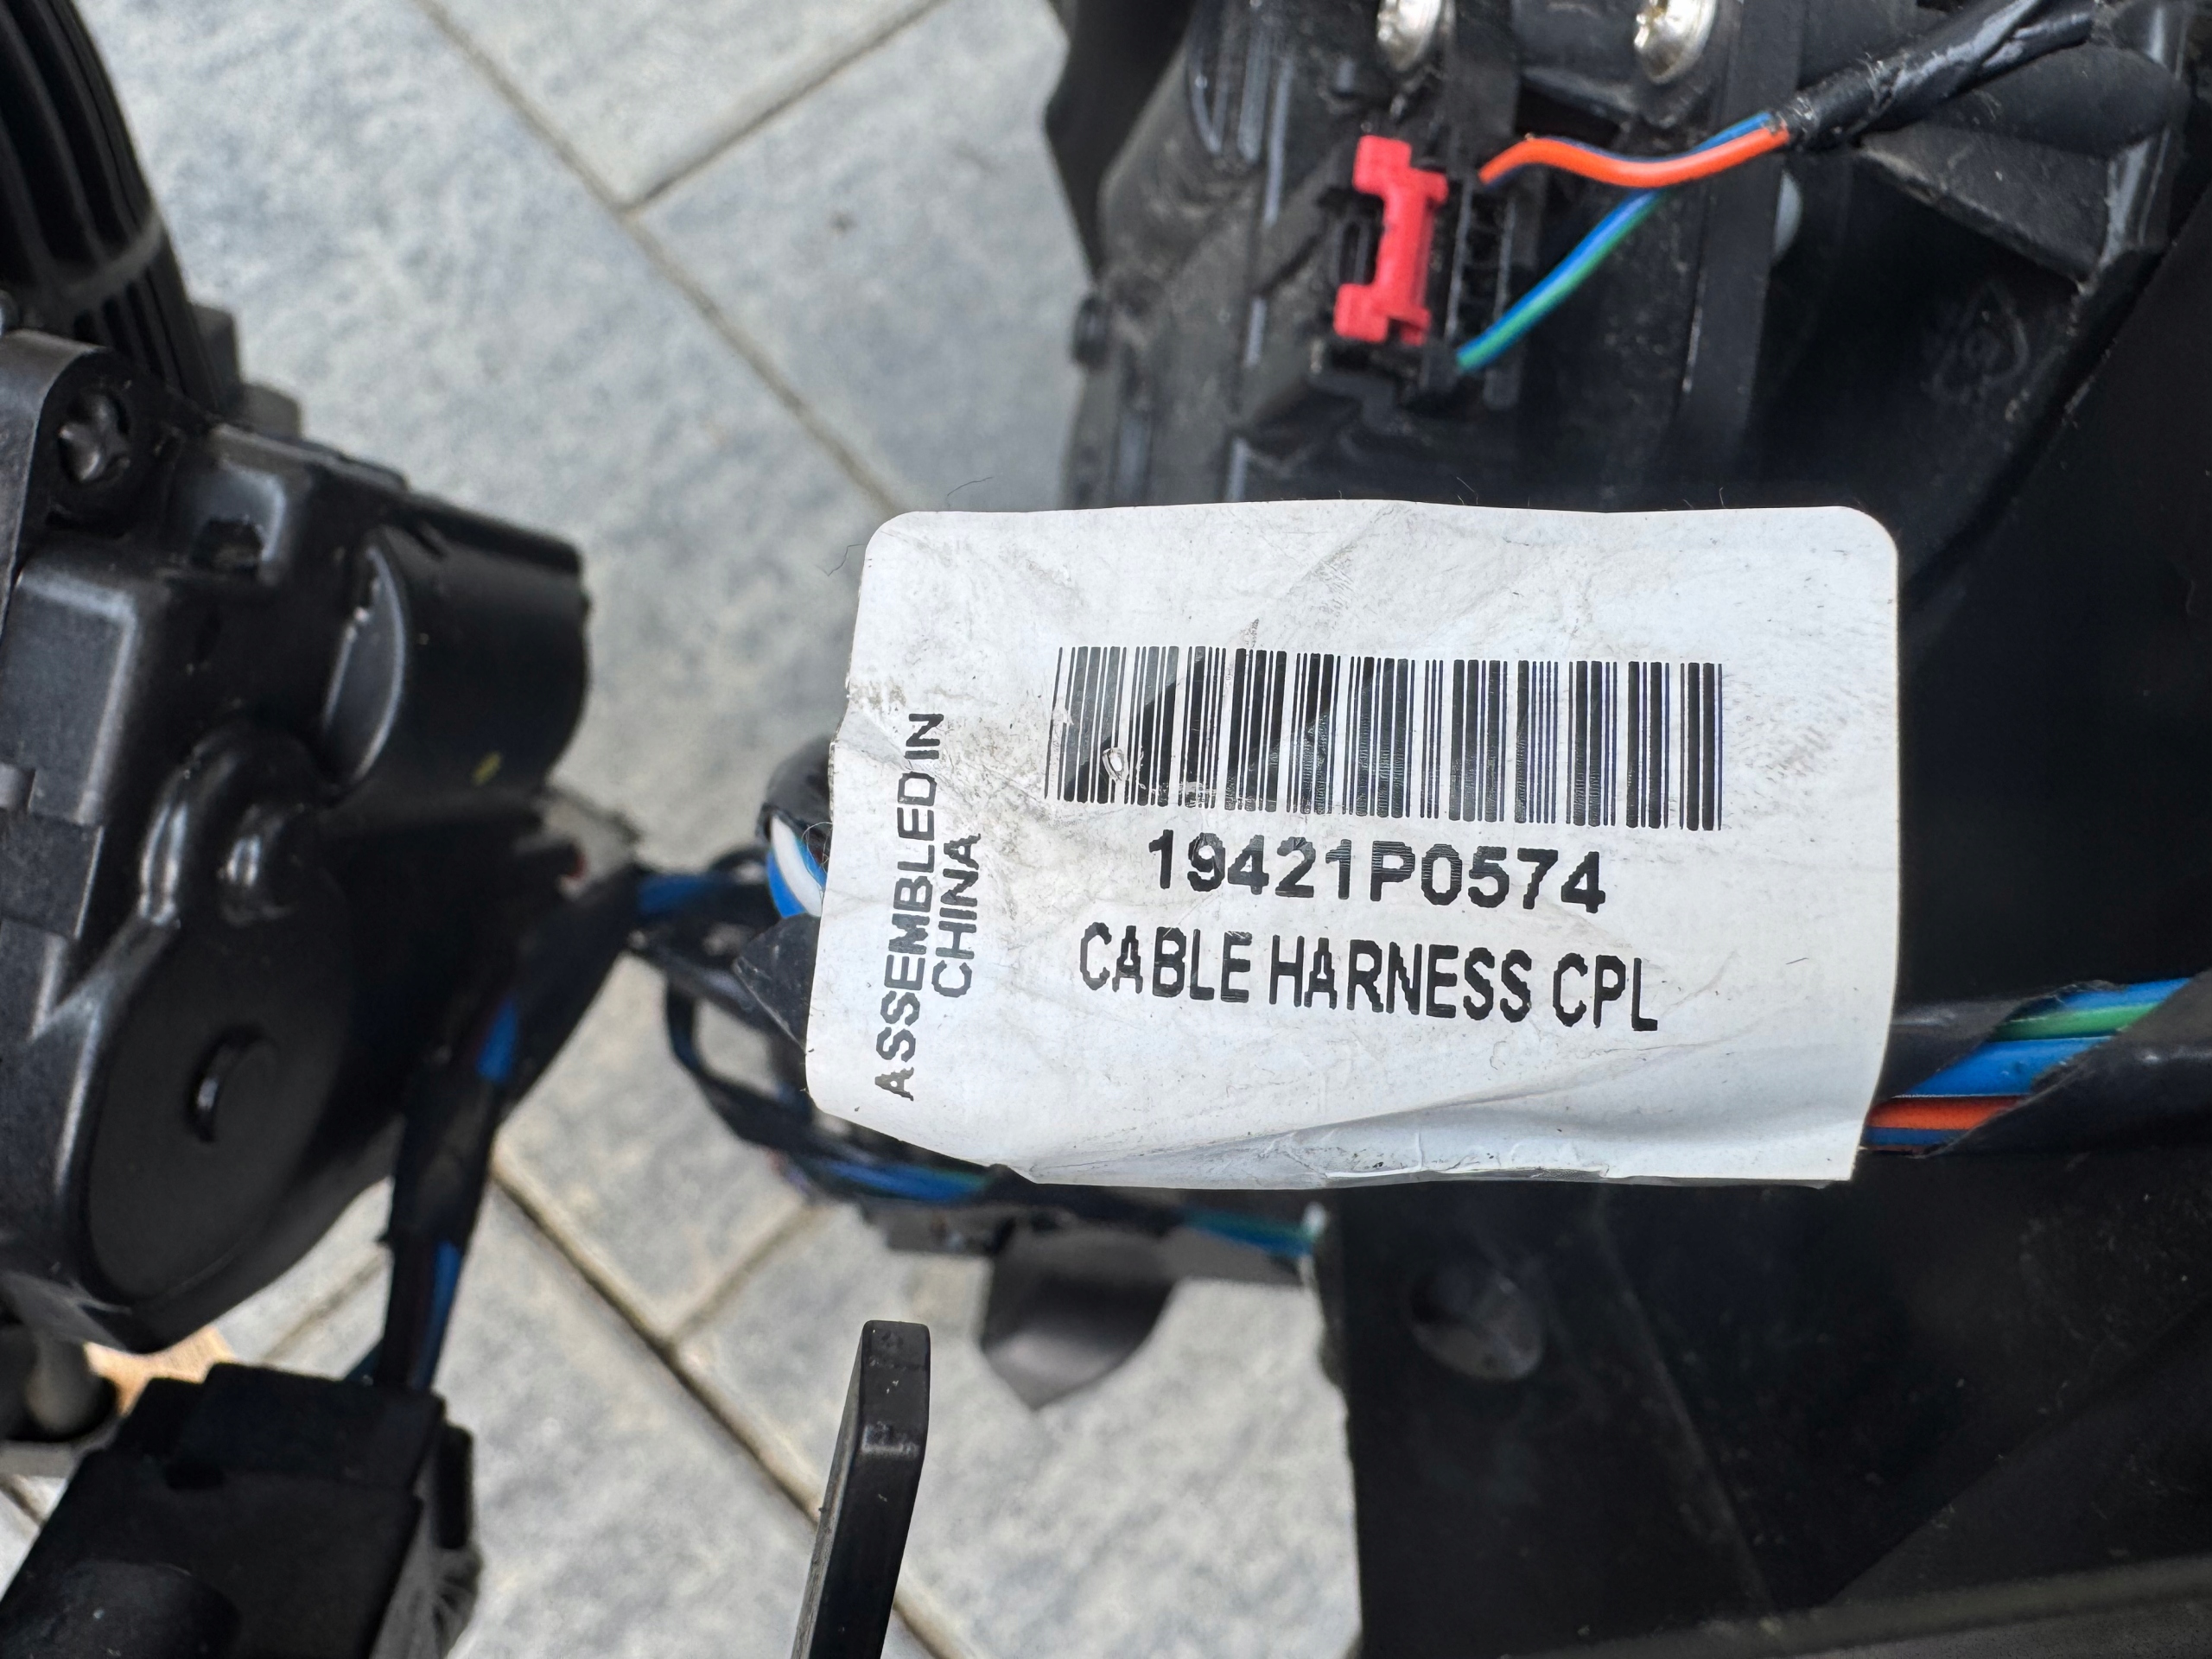 ASSEMBLED IN
CHINA
19421P0574
CABLE HARNESS CPL